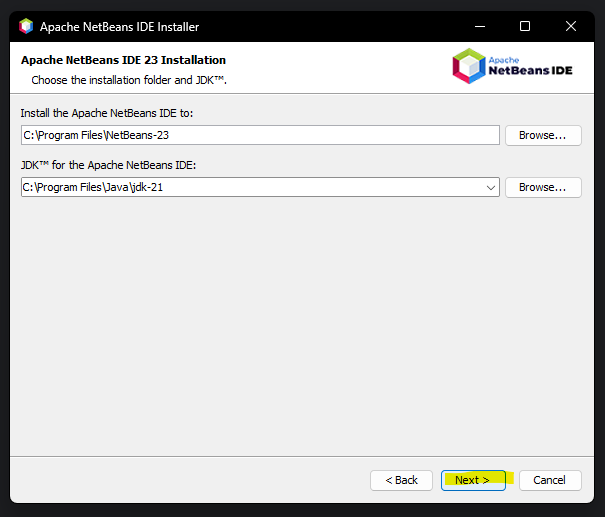 Apache NetBeans IDE Installer
Apache NetBeans IDE 23 Installation
Choose the installation folder and JDK™.
Apache
NetBeans IDE
Install the Apache NetBeans IDE to:
C:\Program Files\NetBeans-23
Browse...
JDK™ for the Apache NetBeans IDE:
C:\Program Files\Java\jdk-21
Browse...
< Back
Next >
Cancel